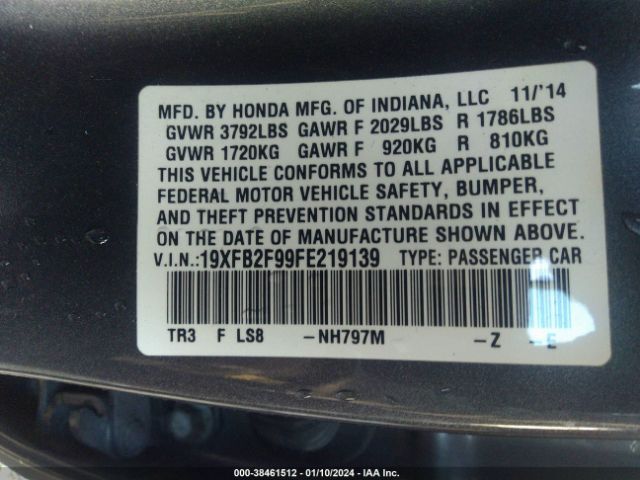 MFD. BY HONDA MFG. OF INDIANA, LLC 11/'14
GVWR 3792LBS GAWR F 2029LBS R 1786LBS
GVWR 1720KG GAWR F 920KG R 810KG
THIS VEHICLE CONFORMS TO ALL APPLICABLE
FEDERAL MOTOR VEHICLE SAFETY, BUMPER,
AND THEFT PREVENTION STANDARDS IN EFFECT
ON THE DATE OF MANUFACTURE SHOWN ABOVE.
V.I.N.:19XFB2F99FE219139 TYPE: PASSENGER CAR
TR3 F LS8 –NH797M –Z –E
000-38461512 - 01/10/2024 - IAA Inc.